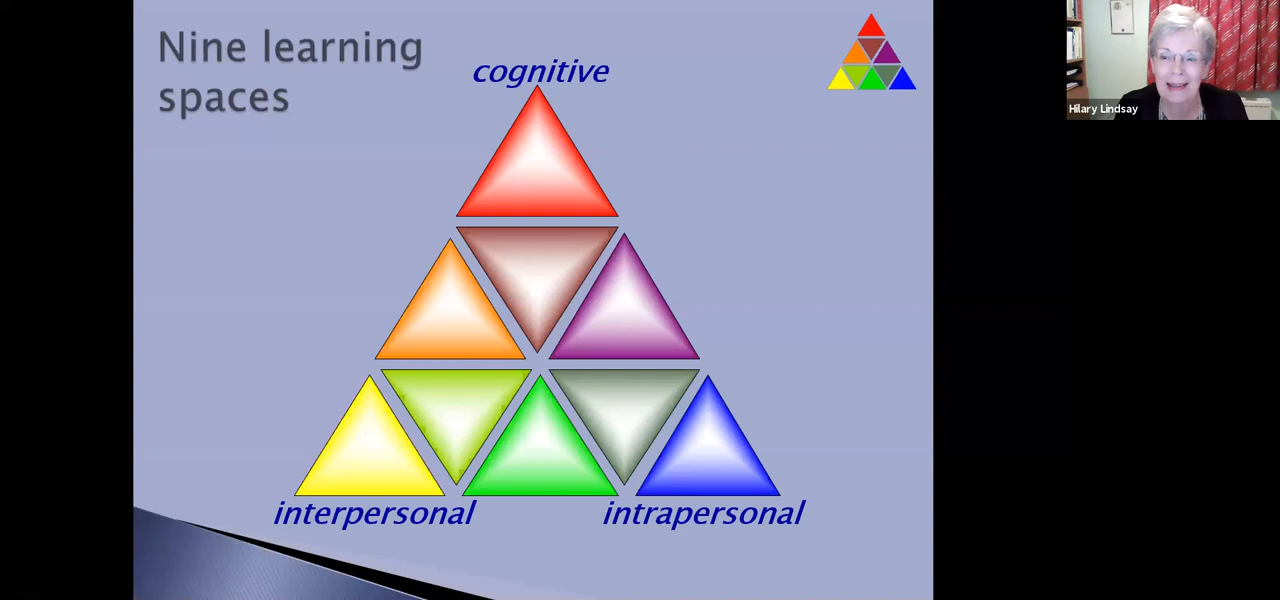 Nine learning
spaces
cognitive
Hilary Lindsay
interpersonal
intrapersonal